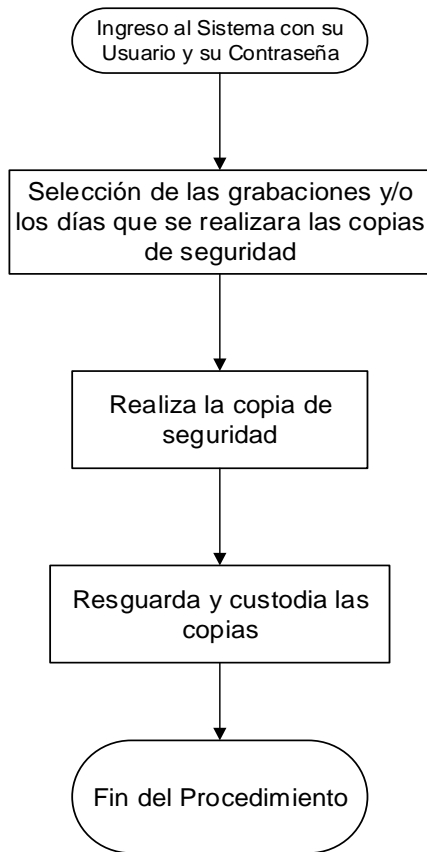 Ingreso al Sistema con su
Usuario y su Contraseña
Selección de las grabaciones y/o
los días que se realizara las copias
de seguridad
Realiza la copia de
seguridad
Resguarda y custodia las
copias
Fin del Procedimiento